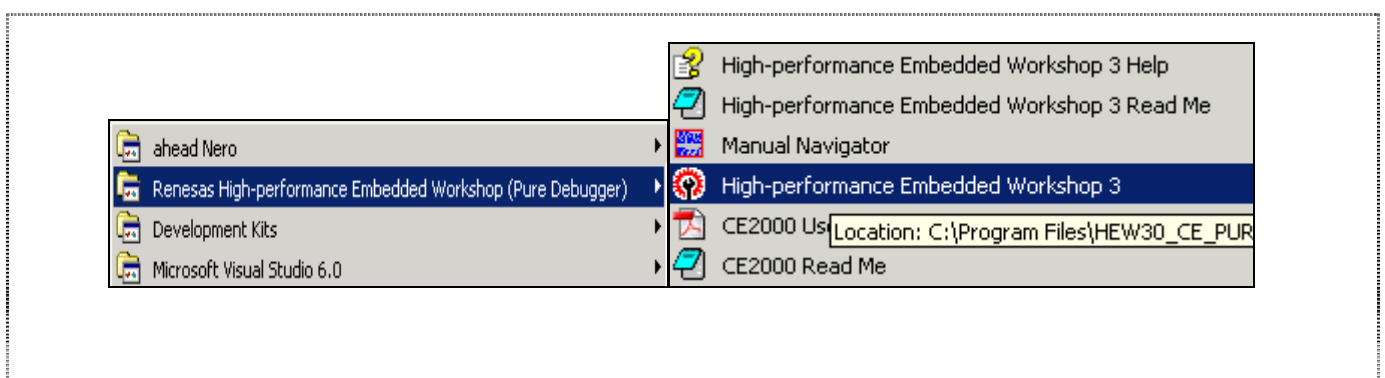 ahead Nero
Renesas High-performance Embedded Workshop (Pure Debugger)
Development Kits
Microsoft Visual Studio 6.0
High-performance Embedded Workshop 3 Help
High-performance Embedded Workshop 3 Read Me
Manual Navigator
High-performance Embedded Workshop 3
CE2000
Location: C:\Program Files\HEW30_CE_PUR
CE2000 Read Me